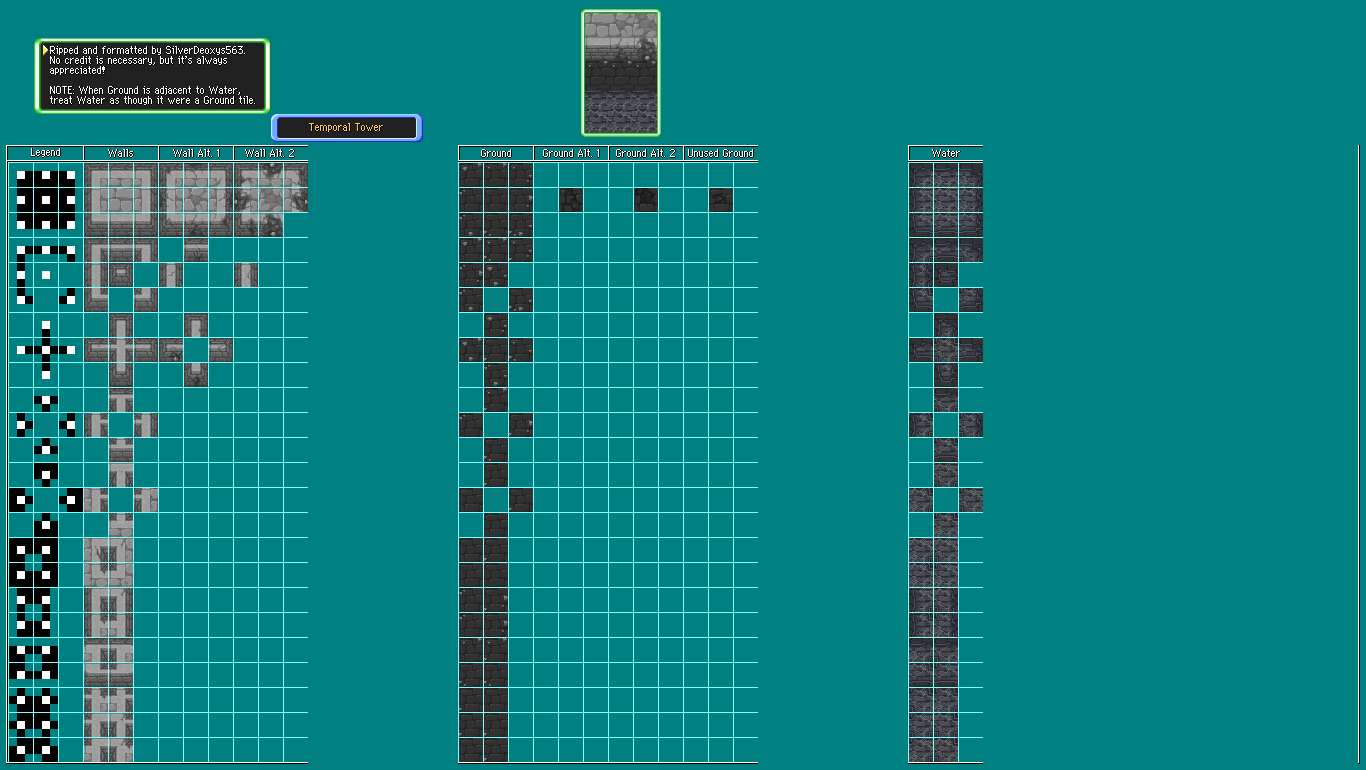 Ripped and formatted by SilverDeoxys563.
No credit is necessary, but it's always
appreciated!
NOTE: When Ground is adjacent to Water,
treat Water as though it were a Ground tile.
Temporal Tower
Legend Walls Wall Alt. 1 Wall Alt. 2 Ground Ground Alt. 1 Ground Alt. 2 Unused Ground Water